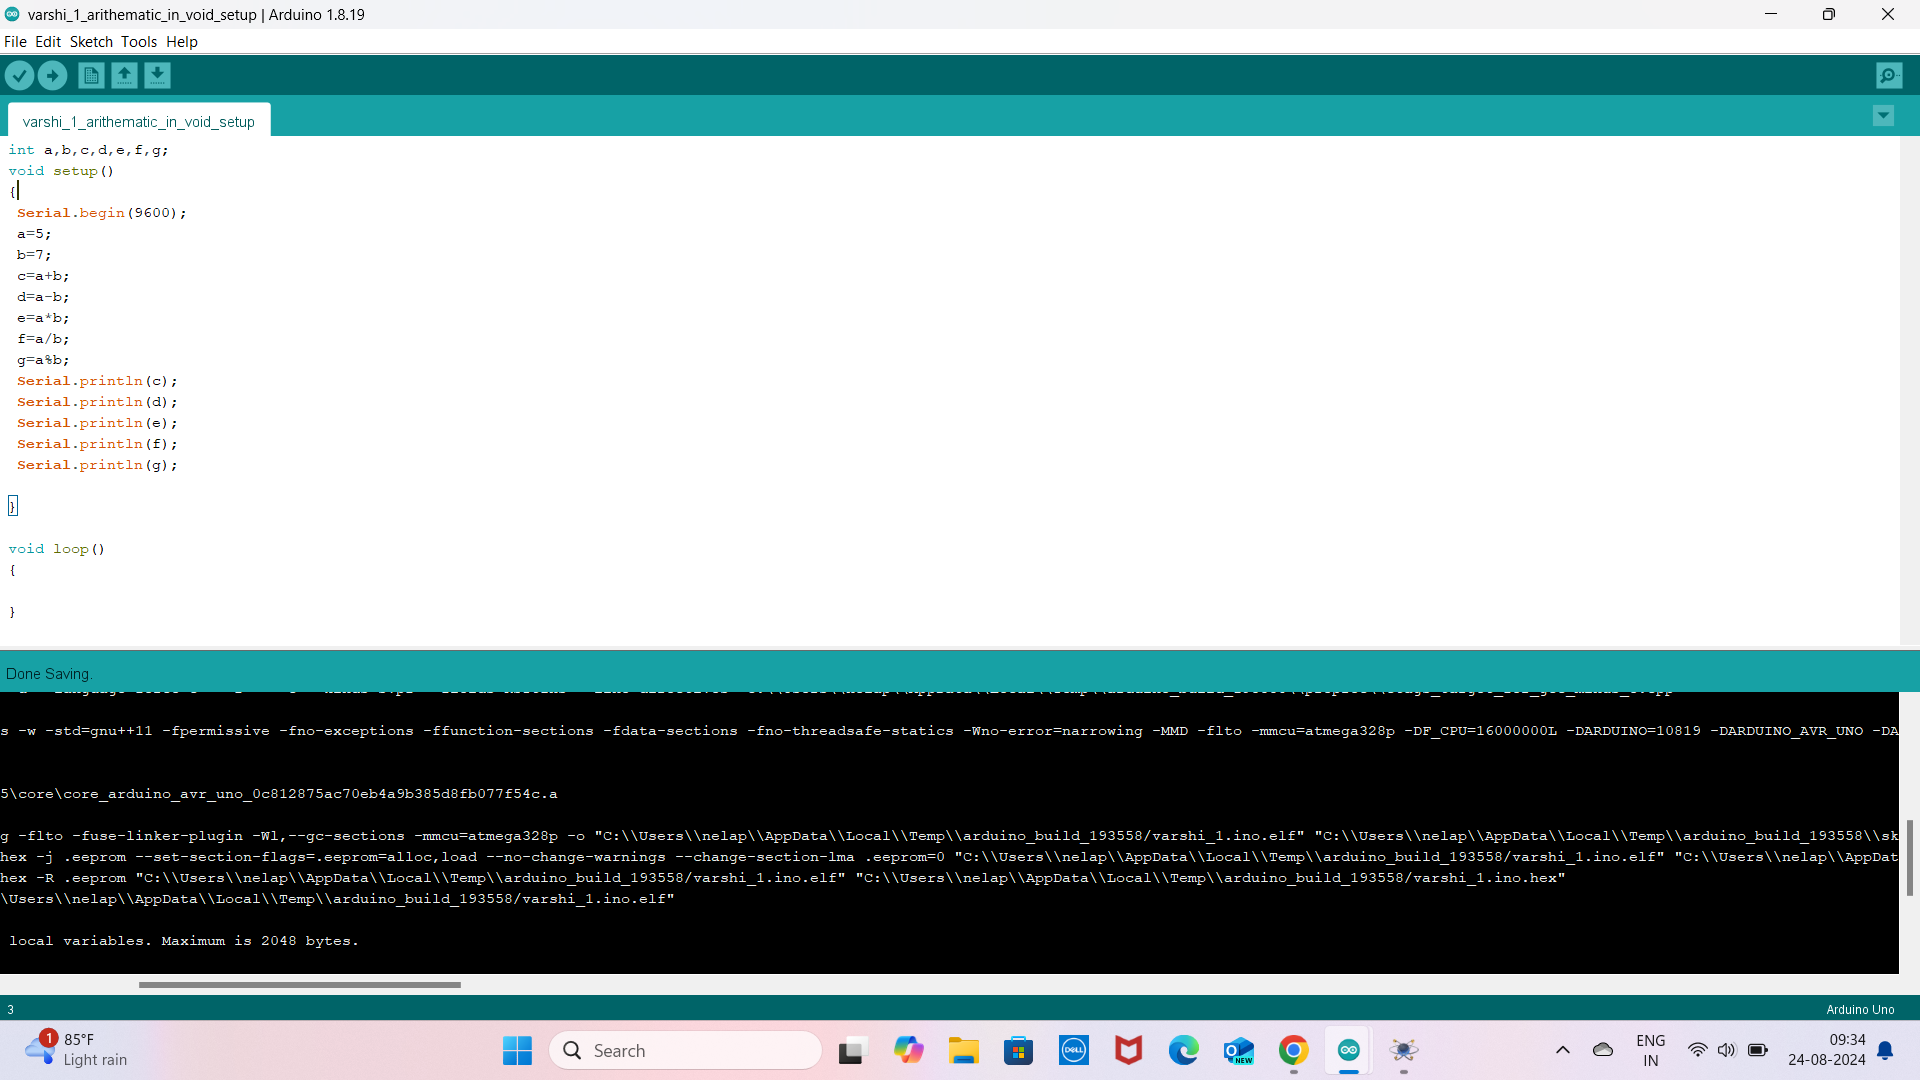 varshi_1_arithematic_in_void_setup | Arduino 1.8.19
File Edit Sketch Tools Help
varshi_1_arithematic_in_void_setup
int a,b,c,d,e,f,g;
void setup()
{
Serial.begin(9600);
a=5;
b=7;
c=a+b;
d=a-b;
e=a*b;
f=a/b;
g=a%b;
Serial.println(c);
Serial.println(d);
Serial.println(e);
Serial.println(f);
Serial.println(g);
}
void loop()
{
}
Done Saving.
s -w -std=gnu++11 -fpermissive -fno-exceptions -ffunction-sections -fdata-sections -fno-threadsafe-statics -Wno-error=narrowing -MMD -flto -mmcu=atmega328p -DF_CPU=16000000L -DARDUINO=10819 -DARDUINO_AVR_UNO -DA
5\core\core_arduino_avr_uno_0c812875ac70eb4a9b385d8fb077f54c.a
g -flto -fuse-linker-plugin -Wl,--gc-sections -mmcu=atmega328p -o "C:\\Users\\nelap\\AppData\\Local\\Temp\\arduino_build_193558/varshi_1.ino.elf" "C:\\Users\\nelap\\AppData\\Local\\Temp\\arduino_build_193558\\sk
hex -j .eeprom --set-section-flags=.eeprom=alloc,load --no-change-warnings --change-section-lma .eeprom=0 "C:\\Users\\nelap\\AppData\\Local\\Temp\\arduino_build_193558/varshi_1.ino.elf" "C:\\Users\\nelap\\AppDat
hex -R .eeprom "C:\\Users\\nelap\\AppData\\Local\\Temp\\arduino_build_193558/varshi_1.ino.elf" "C:\\Users\\nelap\\AppData\\Local\\Temp\\arduino_build_193558/varshi_1.ino.hex"
\Users\\nelap\\AppData\\Local\\Temp\\arduino_build_193558/varshi_1.ino.elf"
local variables. Maximum is 2048 bytes.
3
Arduino Uno
1
85°F
Light rain
Search
DELL
NEW
ENG
IN
09:34
24-08-2024